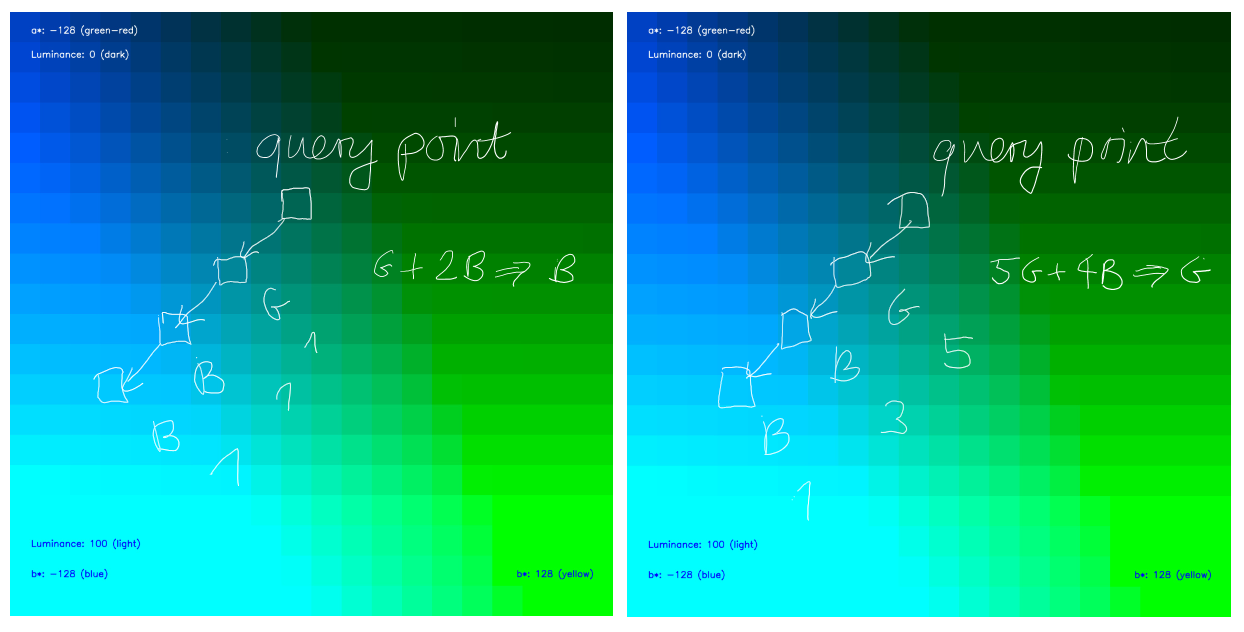 a*: −128 (green-red)
Luminance: 0 (dark)
query point
G + 2B ⇒ B
G
1
B
1
B
1
Luminance: 100 (light)
b*: −128 (blue)
b*: 128 (yellow)
a*: −128 (green-red)
Luminance: 0 (dark)
query point
5G + 4B ⇒ G
G
5
B
3
B
1
Luminance: 100 (light)
b*: −128 (blue)
b*: 128 (yellow)